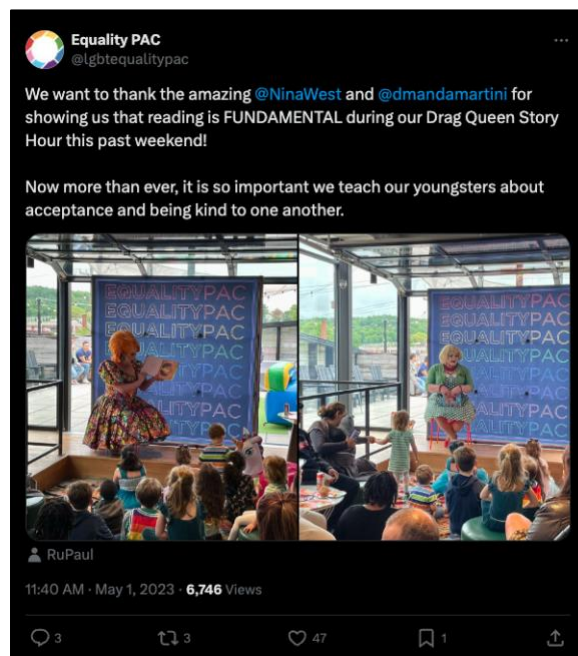 Equality PAC
@lgbtequalitypac
We want to thank the amazing @NinaWest and @dmandamartini for
showing us that reading is FUNDAMENTAL during our Drag Queen Story
Hour this past weekend!
Now more than ever, it is so important we teach our youngsters about
acceptance and being kind to one another.
EQUALITYPAC
EQUALITYPAC
EQUALITYPAC
EQUALITYPAC
ALITYPAC
EQUALITYPAC
EQUALITYPAC
EQUALITYPAC
ALITYPAC
RuPaul
11:40 AM · May 1, 2023 · 6,746 Views
3
3
47
1